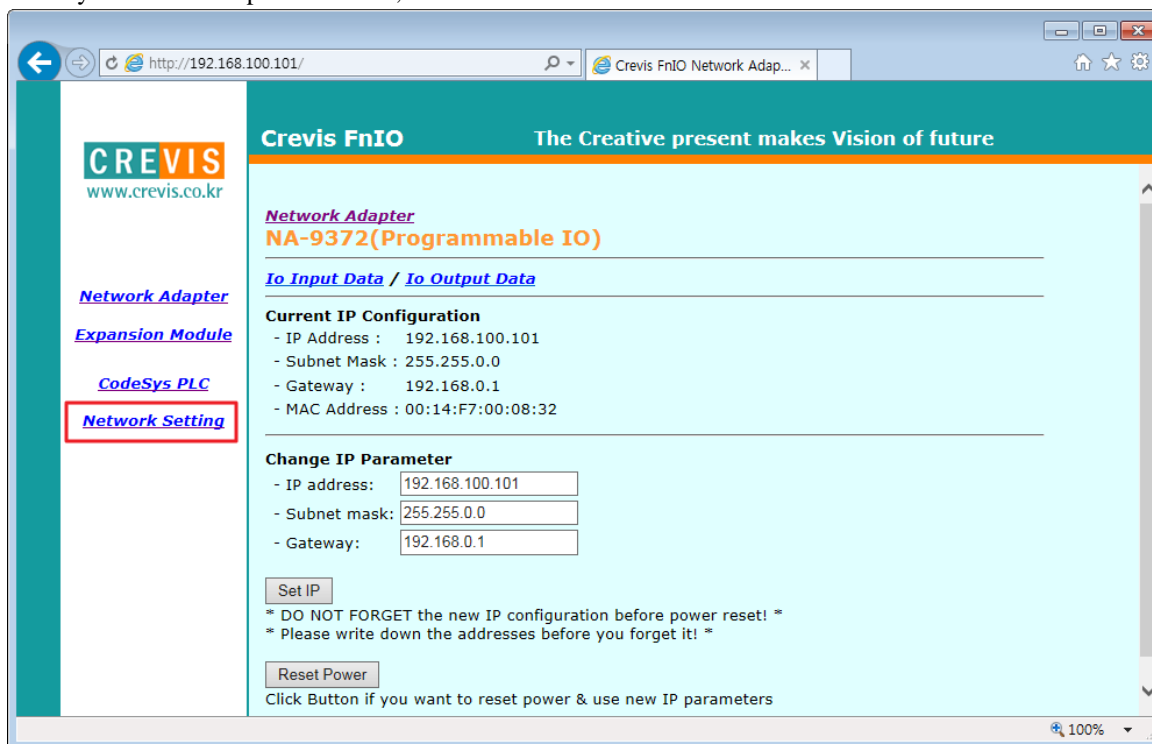 http://192.168.100.101/
Crevis FnIO Network Adap...
CREVIS
www.crevis.co.kr
Network Adapter
Expansion Module
CodeSys PLC
Network Setting
Crevis FnIO The Creative present makes Vision of future
Network Adapter
NA-9372(Programmable IO)
Io Input Data / Io Output Data
Current IP Configuration
- IP Address : 192.168.100.101
- Subnet Mask : 255.255.0.0
- Gateway : 192.168.0.1
- MAC Address : 00:14:F7:00:08:32
Change IP Parameter
- IP address: 192.168.100.101
- Subnet mask: 255.255.0.0
- Gateway: 192.168.0.1
Set IP
* DO NOT FORGET the new IP configuration before power reset! *
* Please write down the addresses before you forget it! *
Reset Power
Click Button if you want to reset power & use new IP parameters
100%